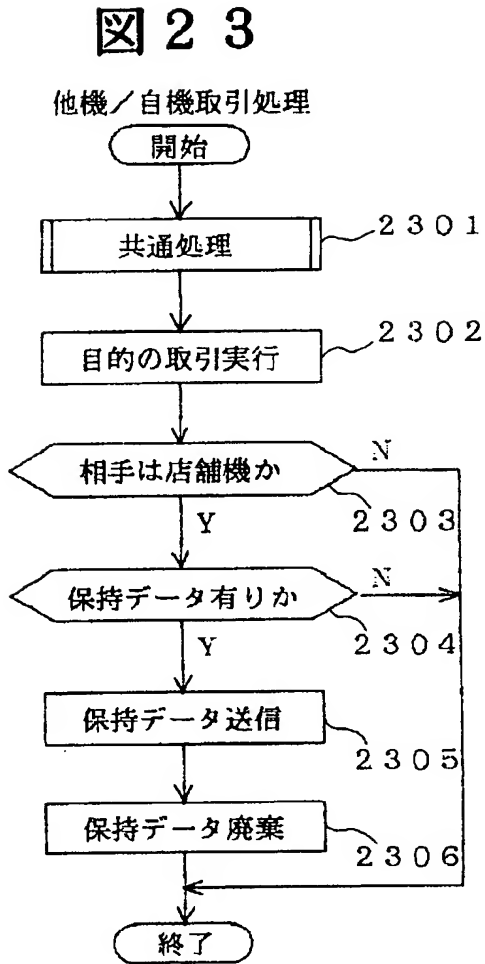 図２３
他機／自機取引処理
開始
共通処理
２３０１
目的の取引実行
２３０２
相手は店舗機か
N
２３０３
Y
保持データ有りか
N
２３０４
Y
保持データ送信
２３０５
保持データ廃棄
２３０６
終了